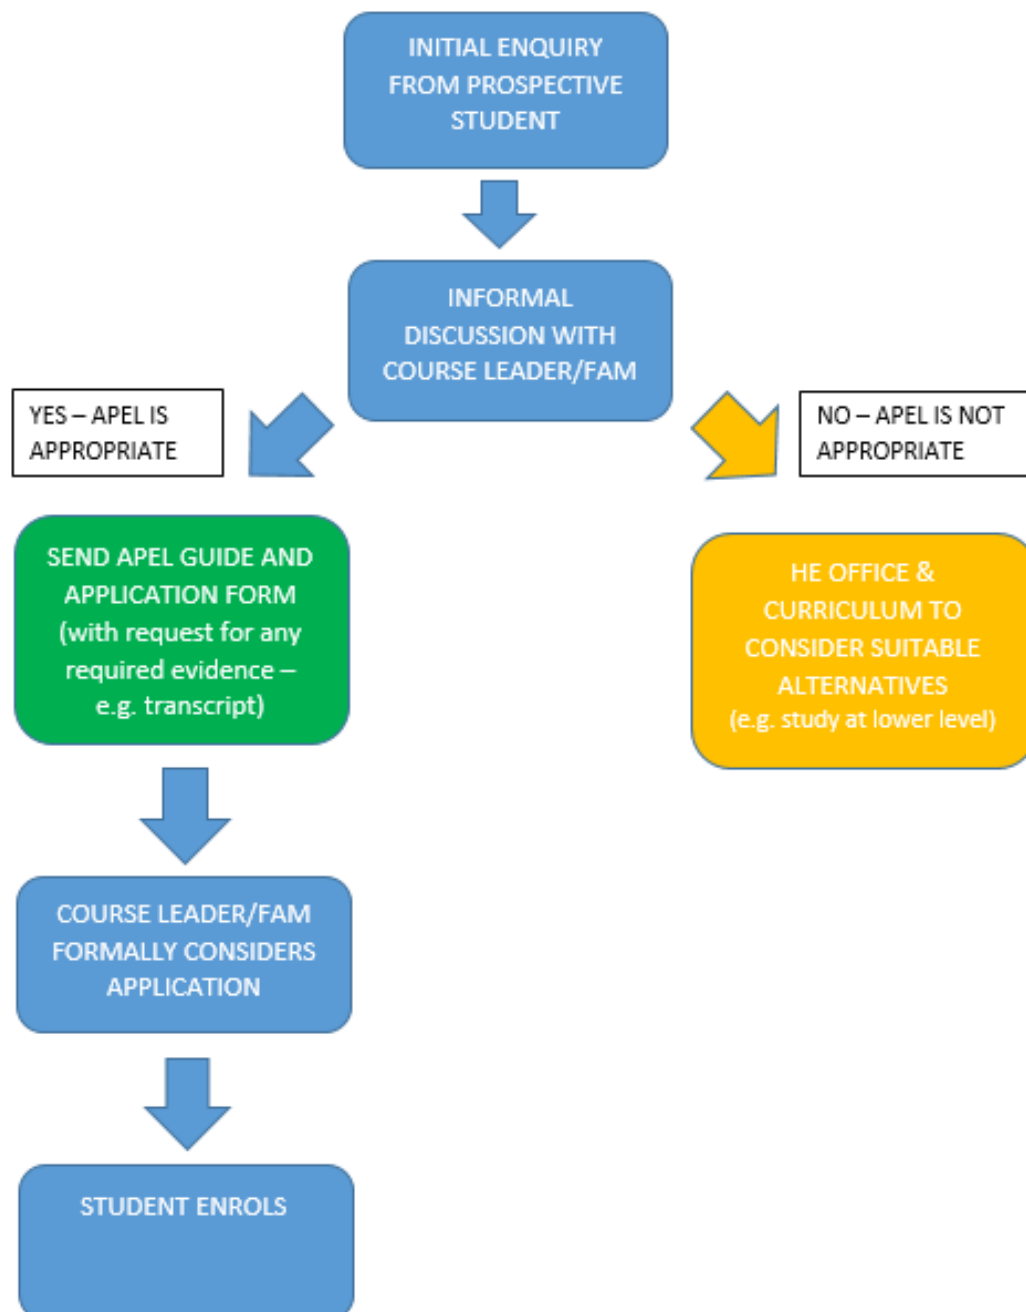 INITIAL ENQUIRY
FROM PROSPECTIVE
STUDENT
INFORMAL
DISCUSSION WITH
COURSE LEADER/FAM
YES – APEL IS
APPROPRIATE
NO – APEL IS NOT
APPROPRIATE
SEND APEL GUIDE AND
APPLICATION FORM
(with request for any
required evidence –
e.g. transcript)
HE OFFICE &
CURRICULUM TO
CONSIDER SUITABLE
ALTERNATIVES
(e.g. study at lower level)
COURSE LEADER/FAM
FORMALLY CONSIDERS
APPLICATION
STUDENT ENROLS